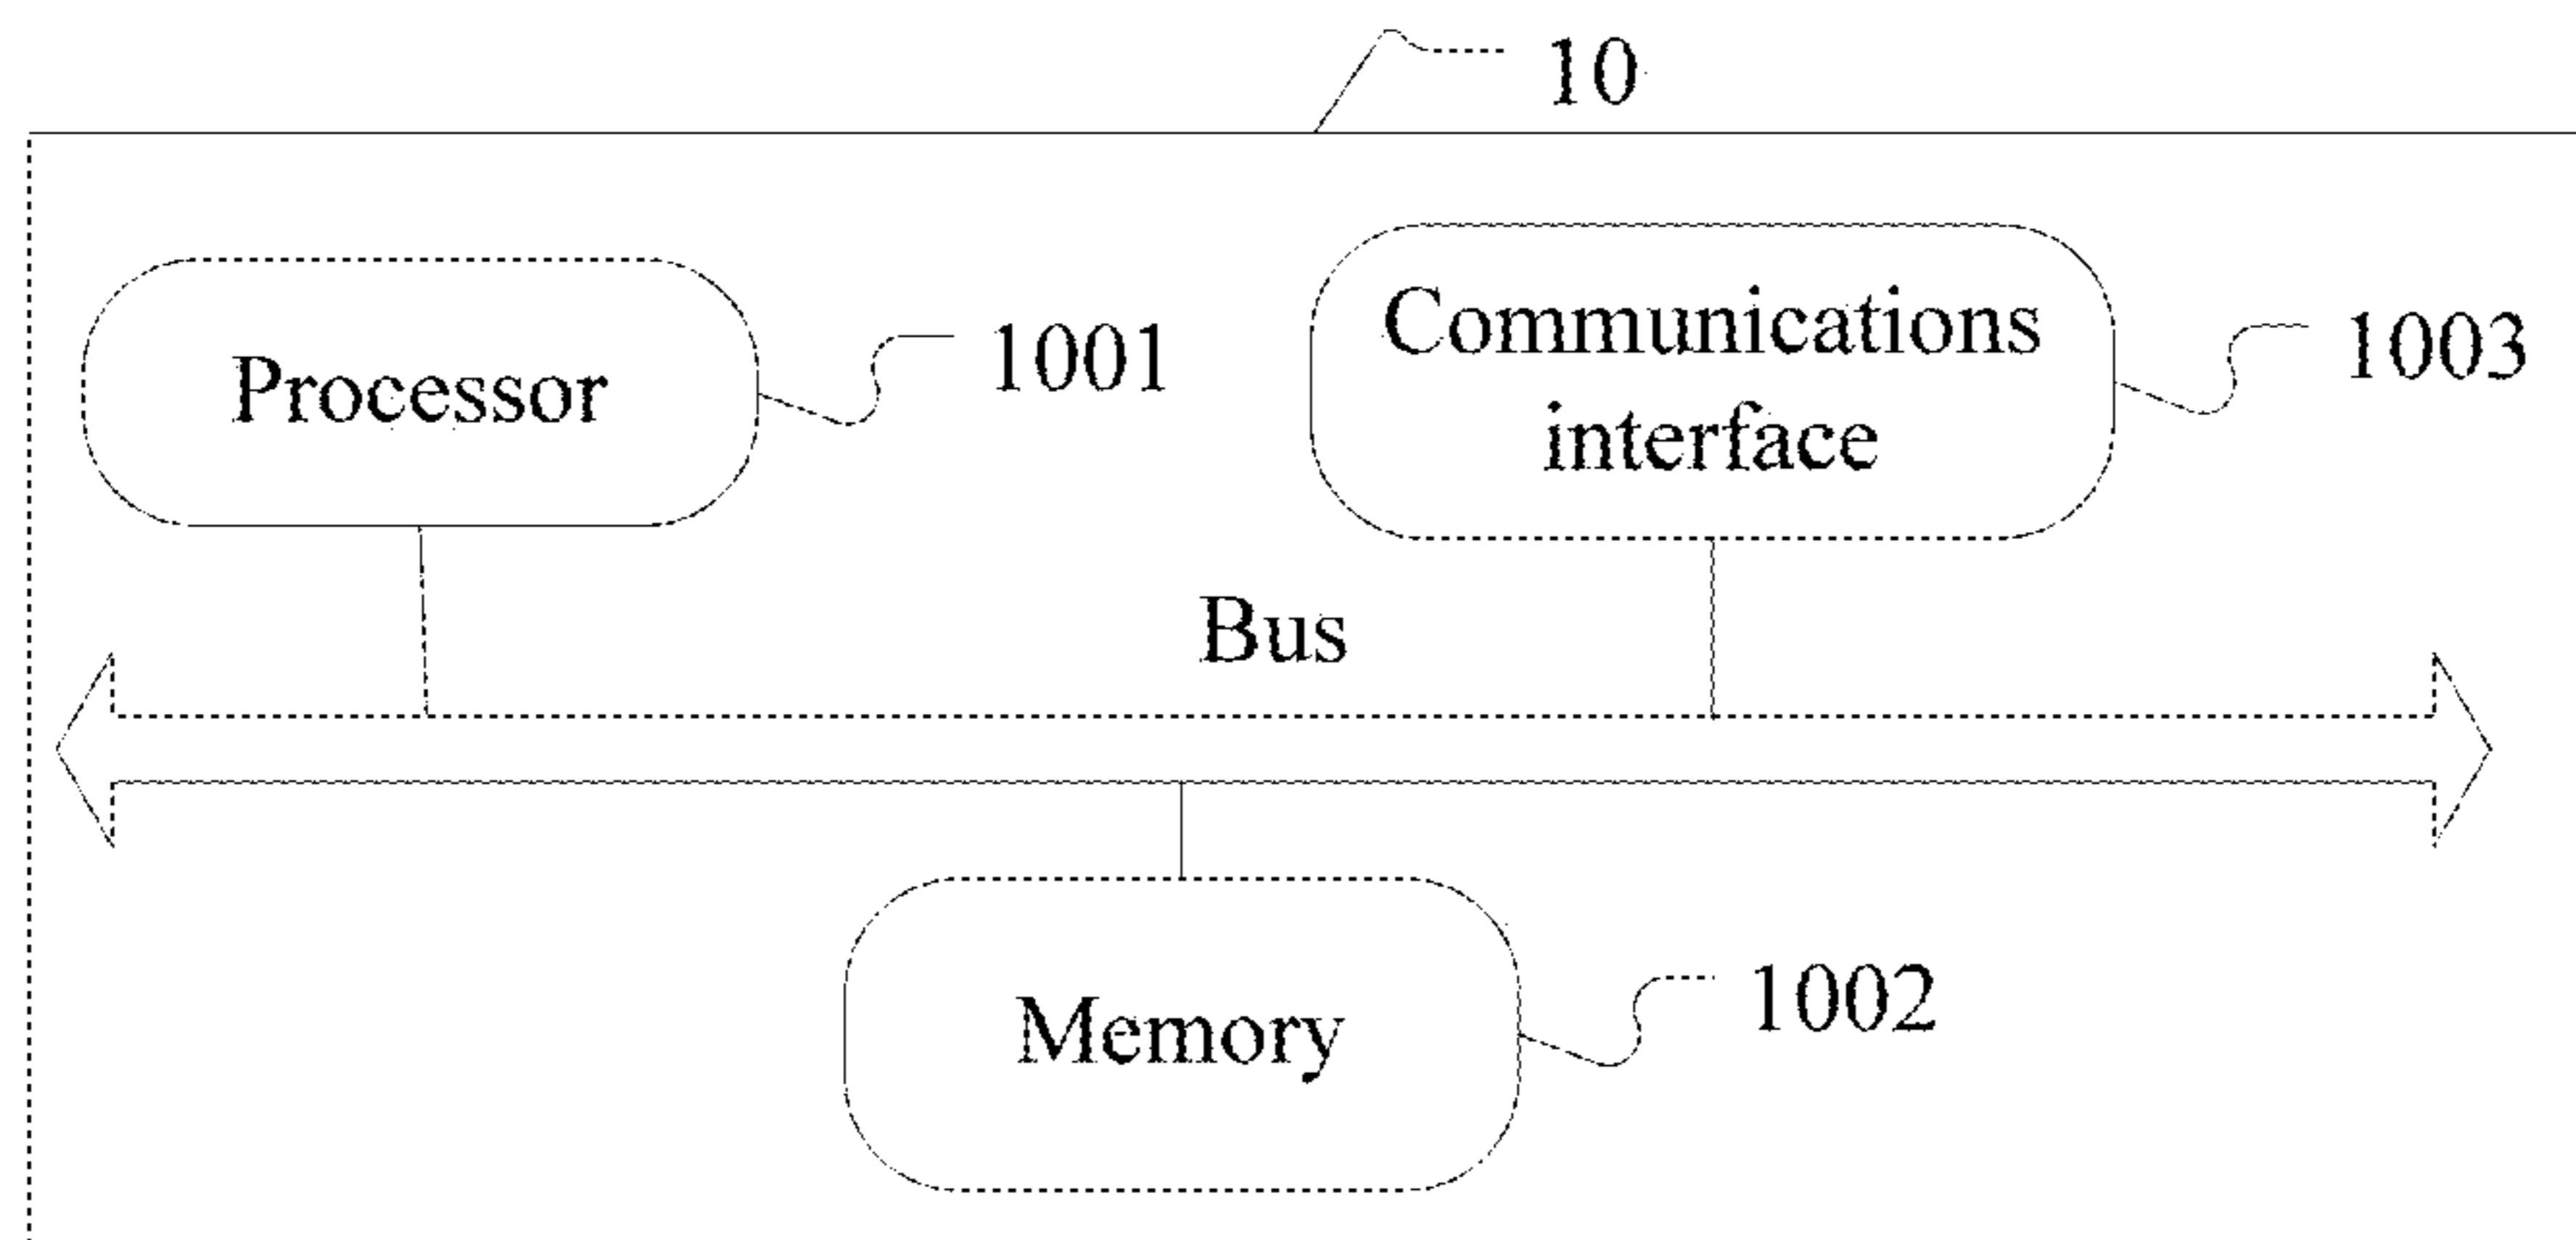 10
Processor
1001
Communications
interface
1003
Bus
Memory
1002